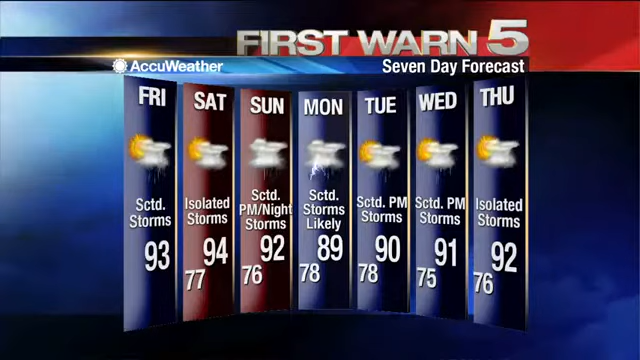 FIRST WARN 5
AccuWeather
Seven Day Forecast
FRI
Sctd.
Storms
93
SAT
Isolated
Storms
94
77
SUN
Sctd.
PM/Night
Storms
92
76
MON
Sctd.
Storms
Likely
89
78
TUE
Sctd. PM
Storms
90
78
WED
Sctd. PM
Storms
91
75
THU
Isolated
Storms
92
76